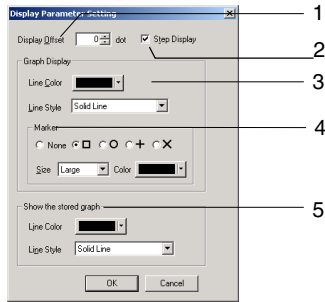 Display Parameter Setting
1
Display Offset 0 dot Step Display
2
Graph Display
Line Color
3
Line Style Solid Line
Marker
4
None
Size Large Color
Show the stored graph
5
Line Color
Line Style Solid Line
OK Cancel